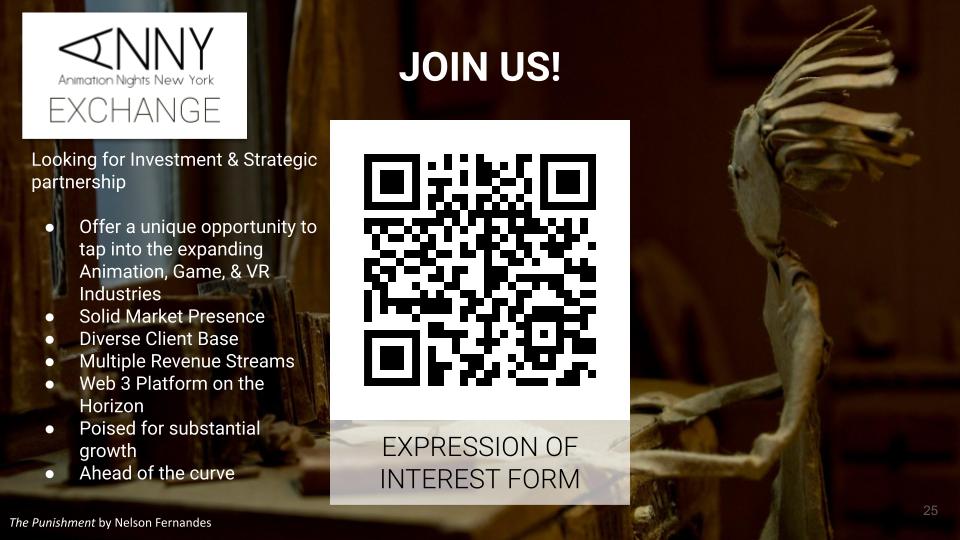 ANNY
Animation Nights New York
EXCHANGE
JOIN US!
Looking for Investment & Strategic
partnership
● Offer a unique opportunity to
tap into the expanding
Animation, Game, & VR
Industries
● Solid Market Presence
● Diverse Client Base
● Multiple Revenue Streams
● Web 3 Platform on the
Horizon
● Poised for substantial
growth
● Ahead of the curve
EXPRESSION OF
INTEREST FORM
The Punishment by Nelson Fernandes
25